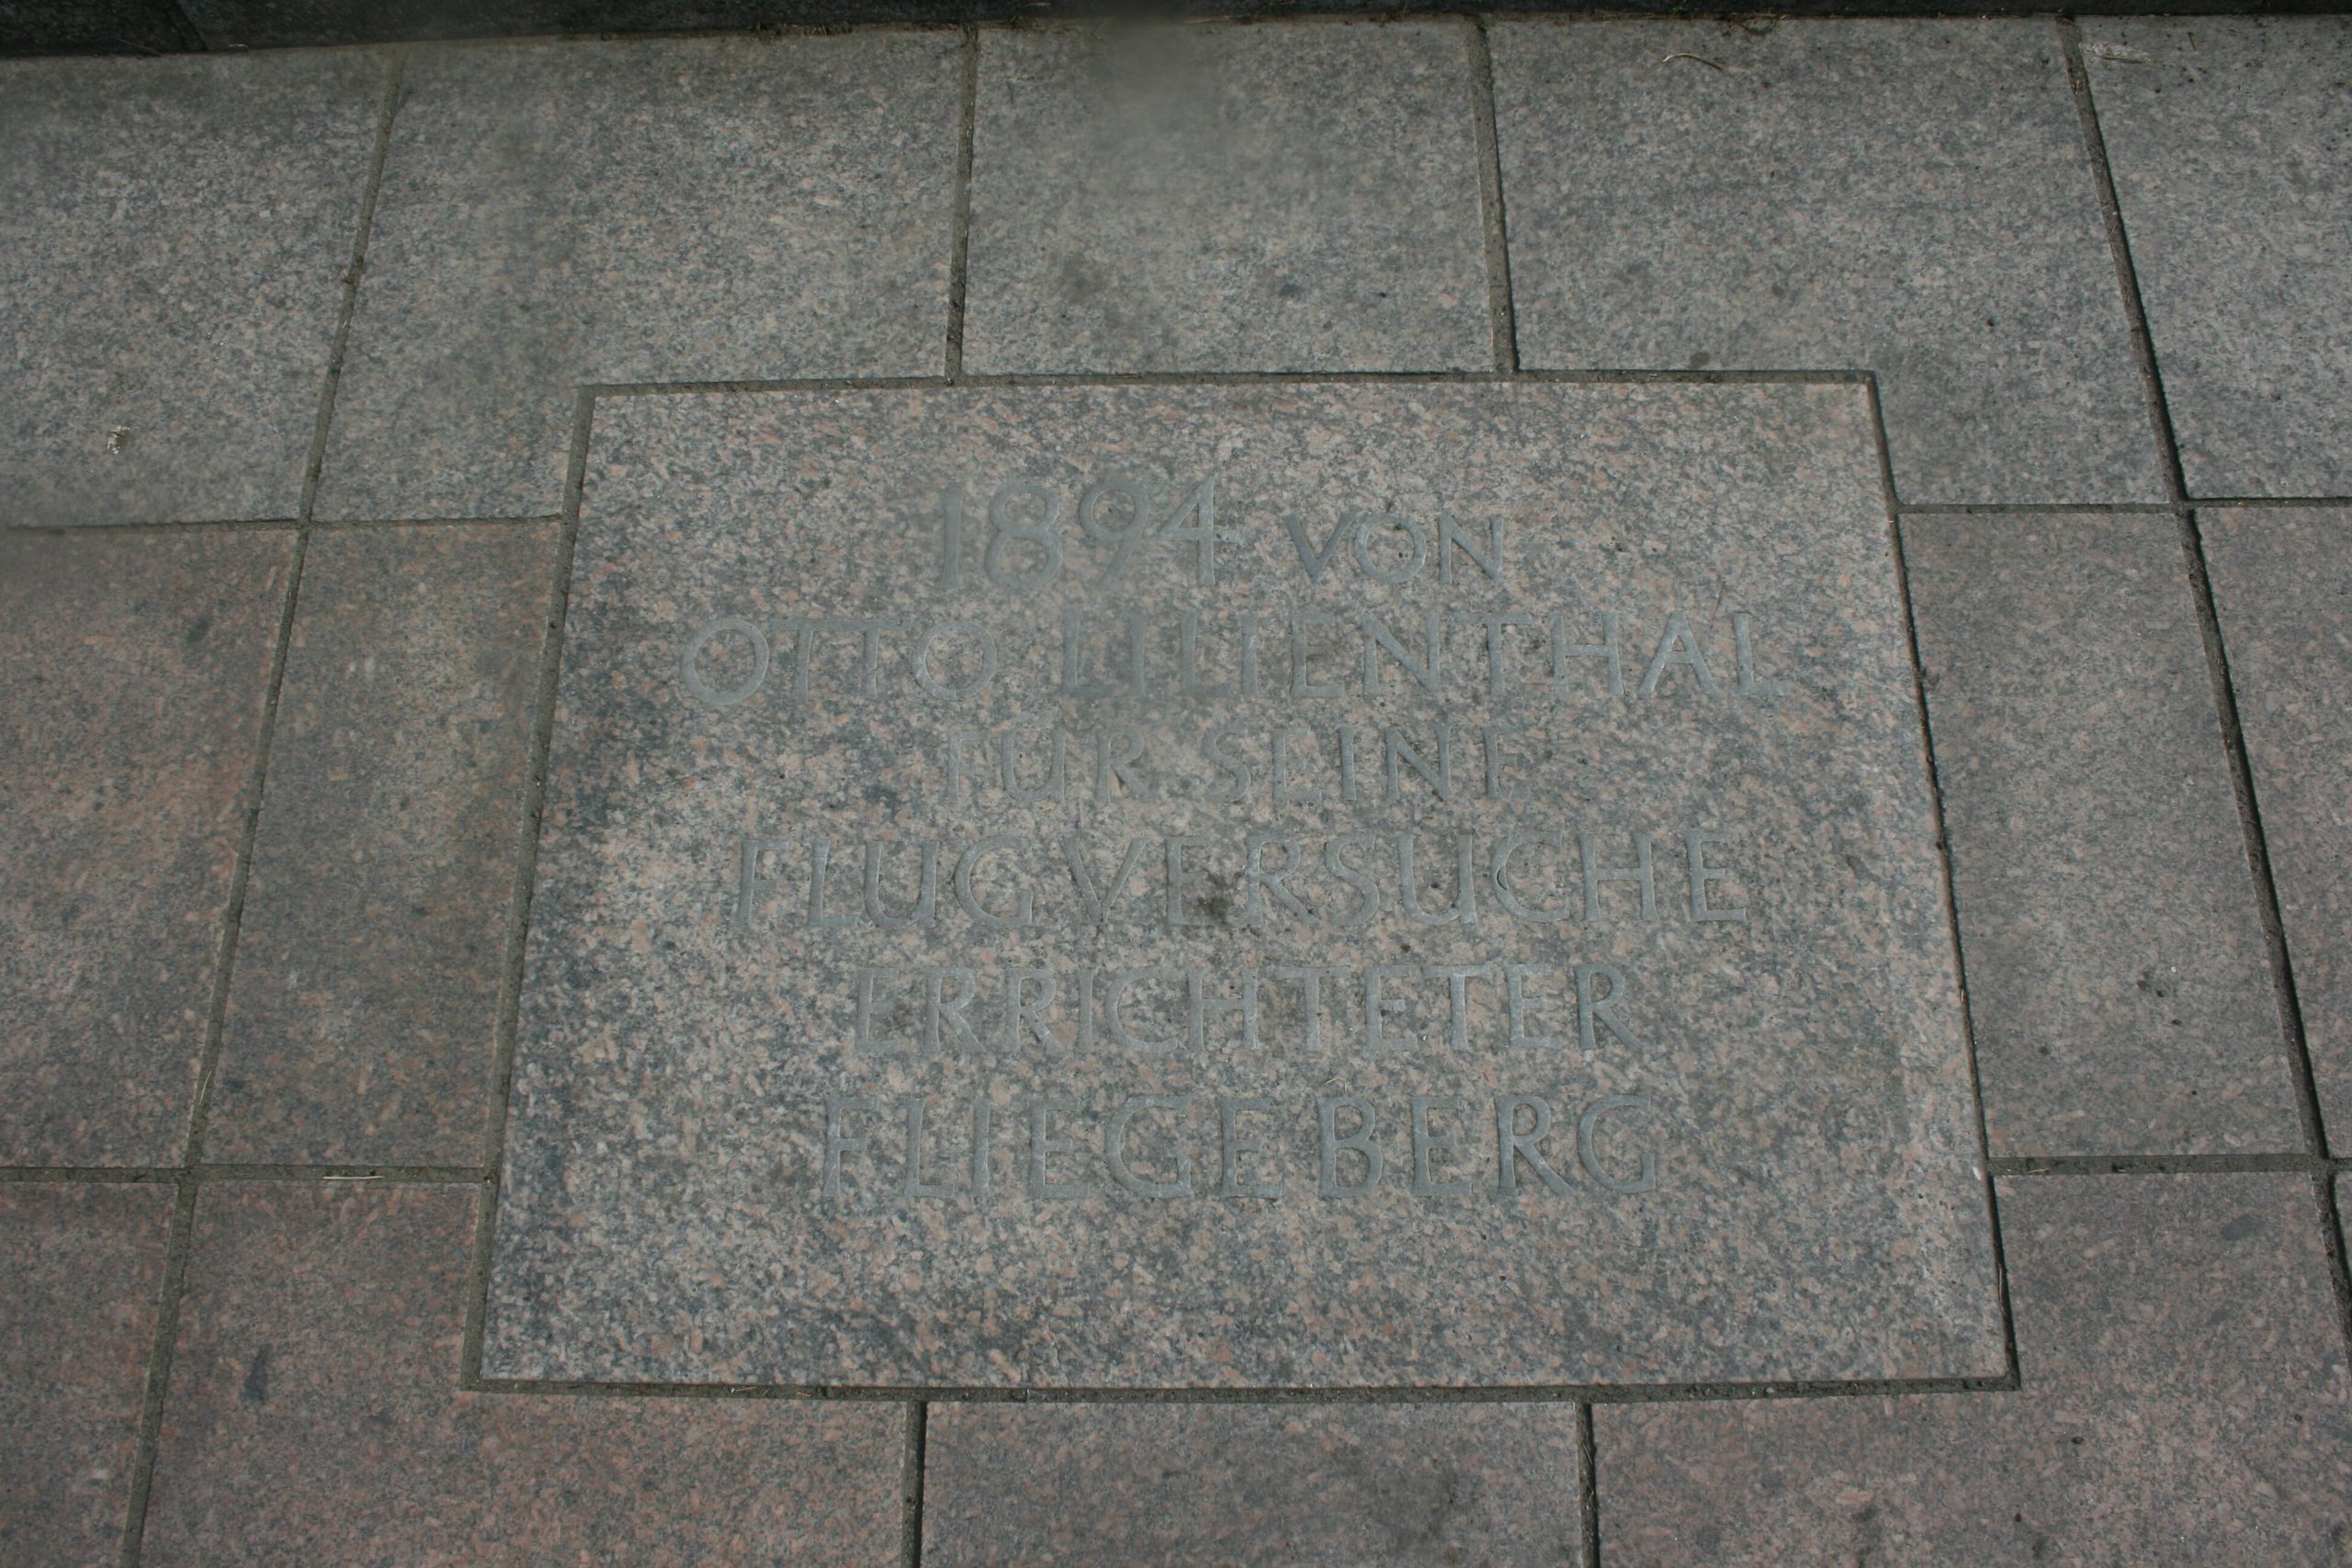 1894 VON
OTTO LILIENTHAL
FÜR SEINE
FLUGVERSUCHE
ERRICHTETER
FLIEGEBERG